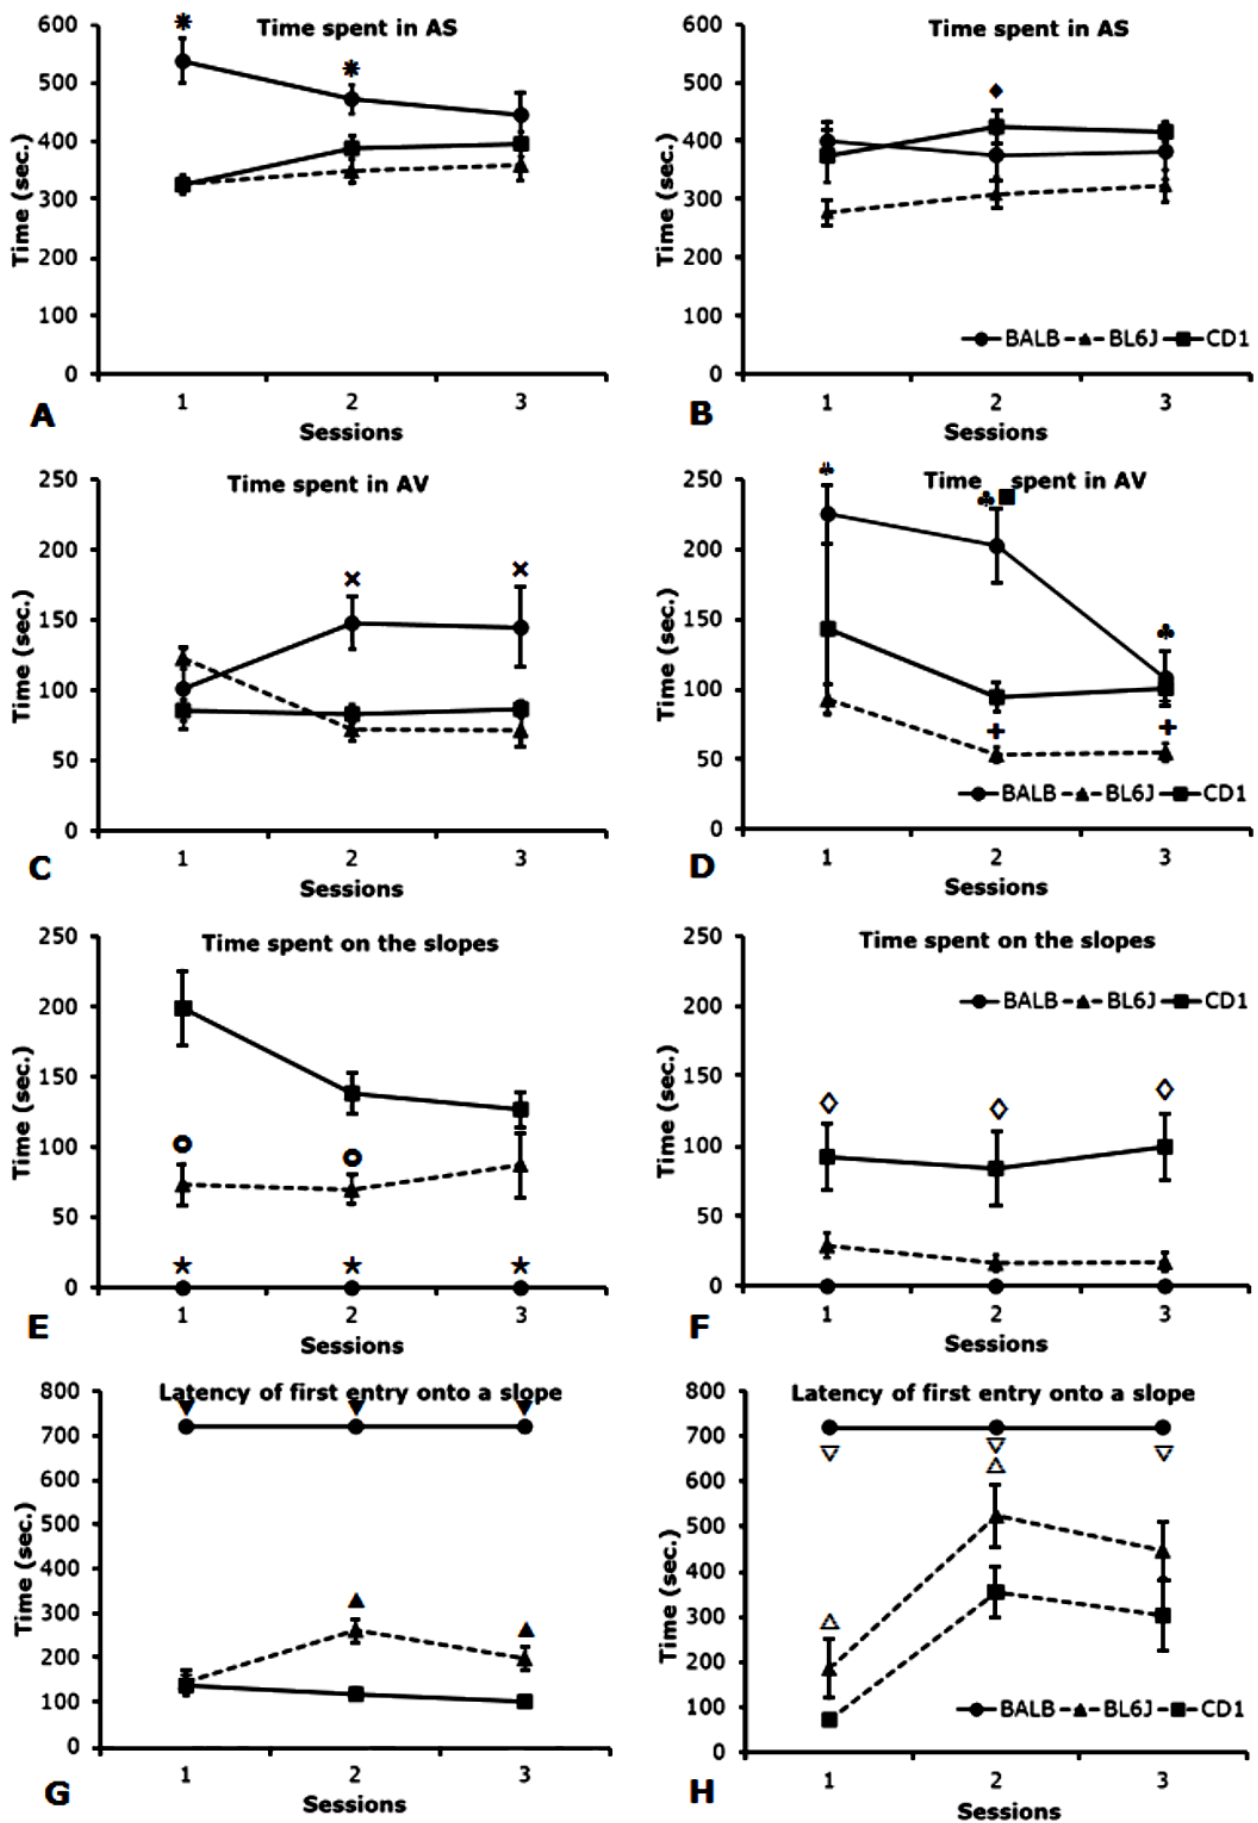 Time spent in AS
600
500
400
300
200
100
0
Time (sec.)
1 2 3
Sessions
A
Time spent in AS
600
500
400
300
200
100
0
Time (sec.)
BALB BL6J CD1
1 2 3
Sessions
B
Time spent in AV
250
200
150
100
50
0
Time (sec.)
1 2 3
Sessions
C
Time spent in AV
250
200
150
100
50
0
Time (sec.)
BALB BL6J CD1
1 2 3
Sessions
D
Time spent on the slopes
250
200
150
100
50
0
Time (sec.)
1 2 3
Sessions
E
Time spent on the slopes
250
200
150
100
50
0
Time (sec.)
BALB BL6J CD1
1 2 3
Sessions
F
Latency of first entry onto a slope
800
700
600
500
400
300
200
100
0
Time (sec.)
1 2 3
Sessions
G
Latency of first entry onto a slope
800
700
600
500
400
300
200
100
0
Time (sec.)
BALB BL6J CD1
1 2 3
Sessions
H